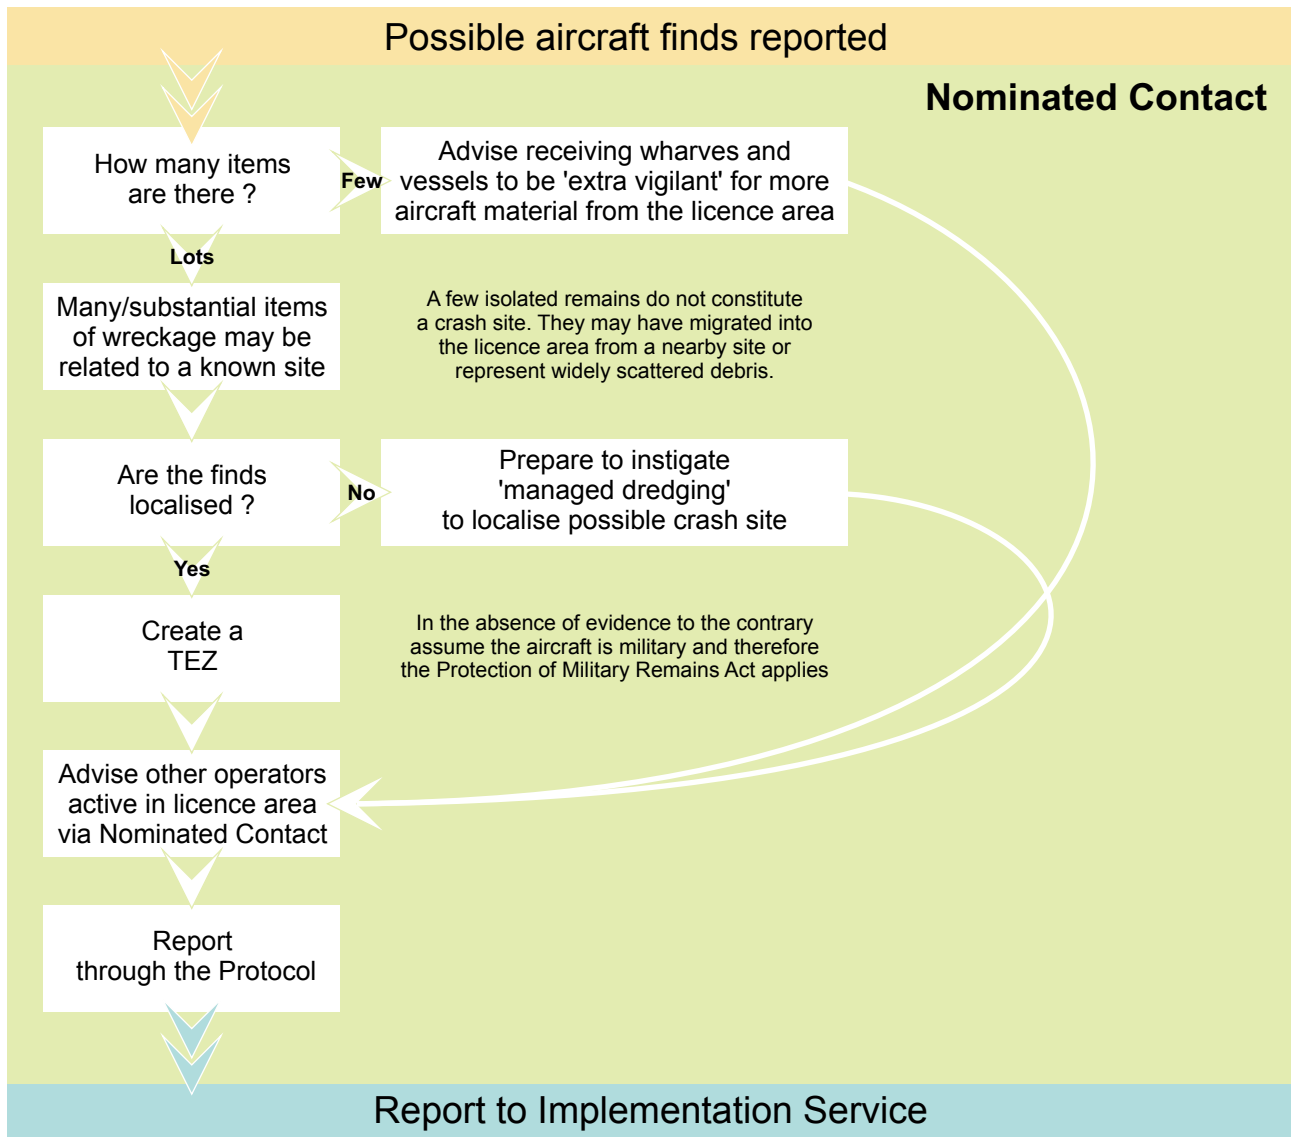 Possible aircraft finds reported
Nominated Contact
How many items
are there ?
Few
Advise receiving wharves and
vessels to be 'extra vigilant' for more
aircraft material from the licence area
Lots
Many/substantial items
of wreckage may be
related to a known site
A few isolated remains do not constitute
a crash site. They may have migrated into
the licence area from a nearby site or
represent widely scattered debris.
Are the finds
localised ?
No
Prepare to instigate
'managed dredging'
to localise possible crash site
Yes
Create a
TEZ
In the absence of evidence to the contrary
assume the aircraft is military and therefore
the Protection of Military Remains Act applies
Advise other operators
active in licence area
via Nominated Contact
Report
through the Protocol
Report to Implementation Service